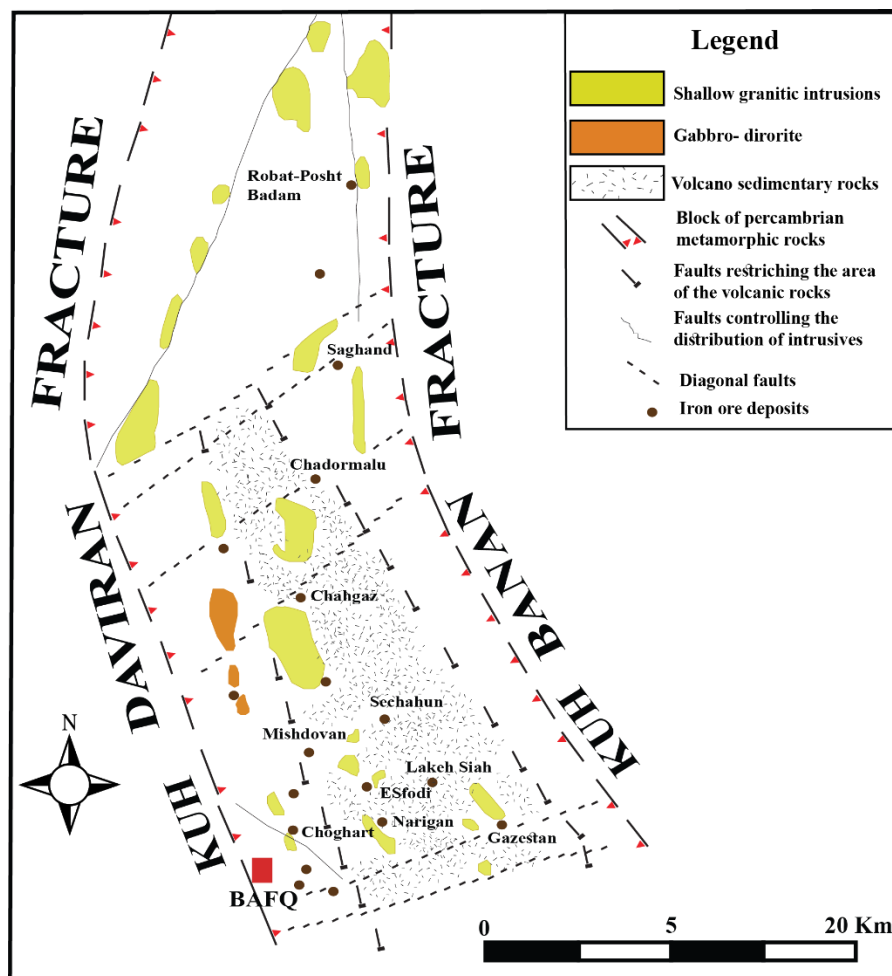 Legend
Shallow granitic intrusions
Gabbro- dirorite
Volcano sedimentary rocks
Block of percambrian
metamorphic rocks
Faults restriching the area
of the volcanic rocks
Faults controlling the
distribution of intrusives
Diagonal faults
Iron ore deposits
FRACTURE
FRACTURE
Robat-Posht
Badam
Saghand
Chadormalu
Chahgaz
DAVIRAN
KUH
BANAN
KUH
Sechahun
Mishdovan
Lakeh Siah
ESfodi
Narigan
Choghart
Gazestan
N
BAFQ
0
5
20 Km